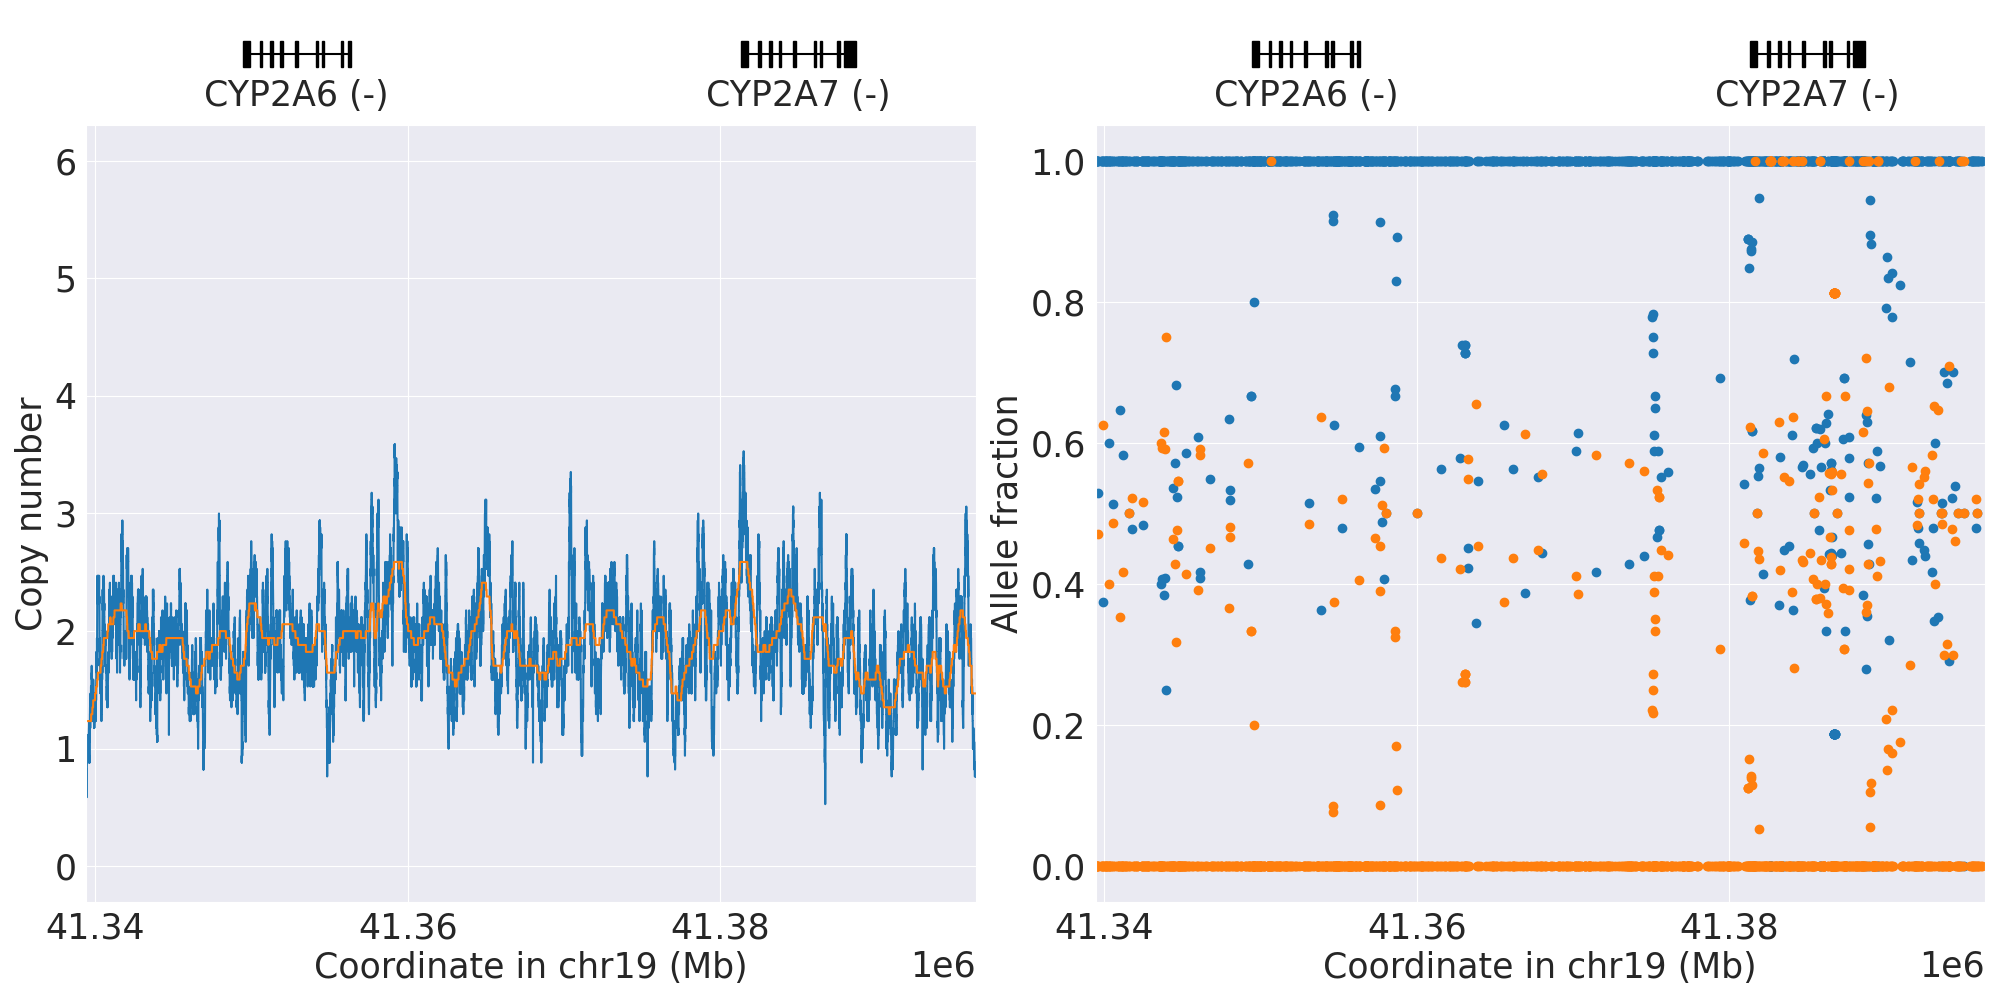 CYP2A6 (-)
CYP2A7 (-)
6
5
4
3
2
1
0
Copy number
41.34
41.36
41.38
Coordinate in chr19 (Mb)
1e6
CYP2A6 (-)
CYP2A7 (-)
1.0
0.8
0.6
0.4
0.2
0.0
Allele fraction
41.34
41.36
41.38
Coordinate in chr19 (Mb)
1e6